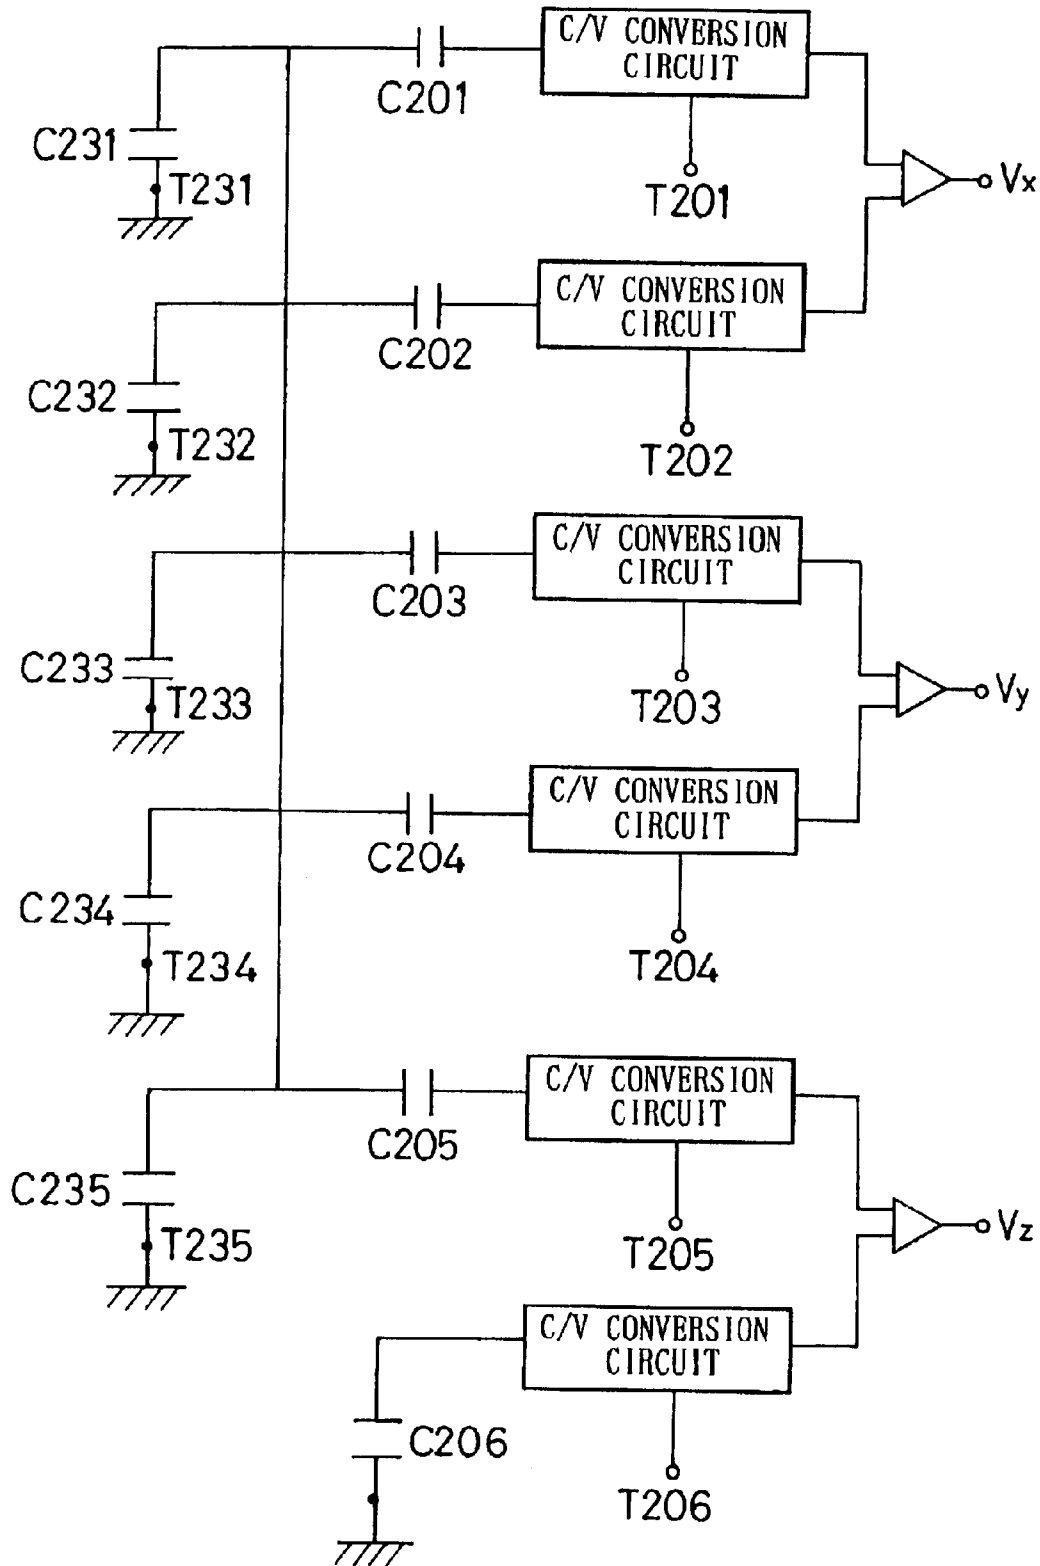 C/V CONVERSION
CIRCUIT
C201
C231
T231
T201
Vx
C/V CONVERSION
CIRCUIT
C202
C232
T232
T202
C/V CONVERSION
CIRCUIT
C203
C233
T233
T203
Vy
C/V CONVERSION
CIRCUIT
C204
C234
T234
T204
C/V CONVERSION
CIRCUIT
C205
C235
T235
T205
Vz
C/V CONVERSION
CIRCUIT
C206
T206